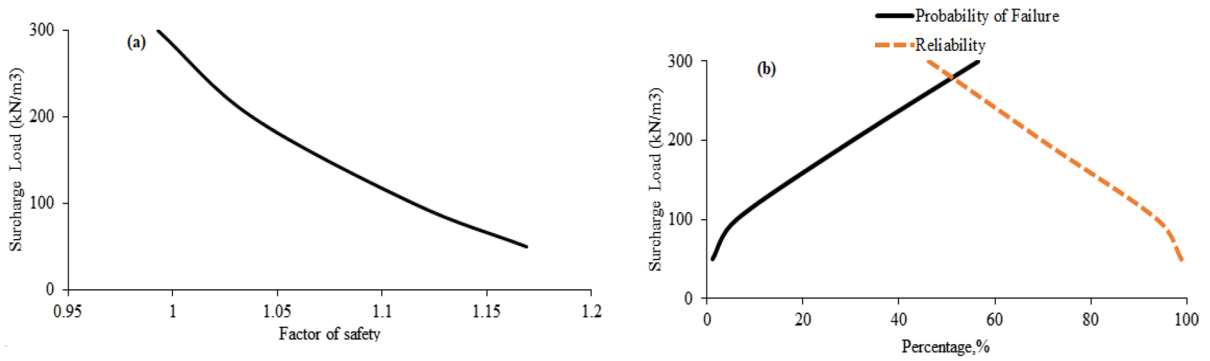 (a)
Surcharge Load (kN/m3)
300
200
100
0
0.95 1 1.05 1.1 1.15 1.2
Factor of safety
Probability of Failure
Reliability
(b)
Surcharge Load (kN/m3)
300
200
100
0
0 20 40 60 80 100
Percentage,%